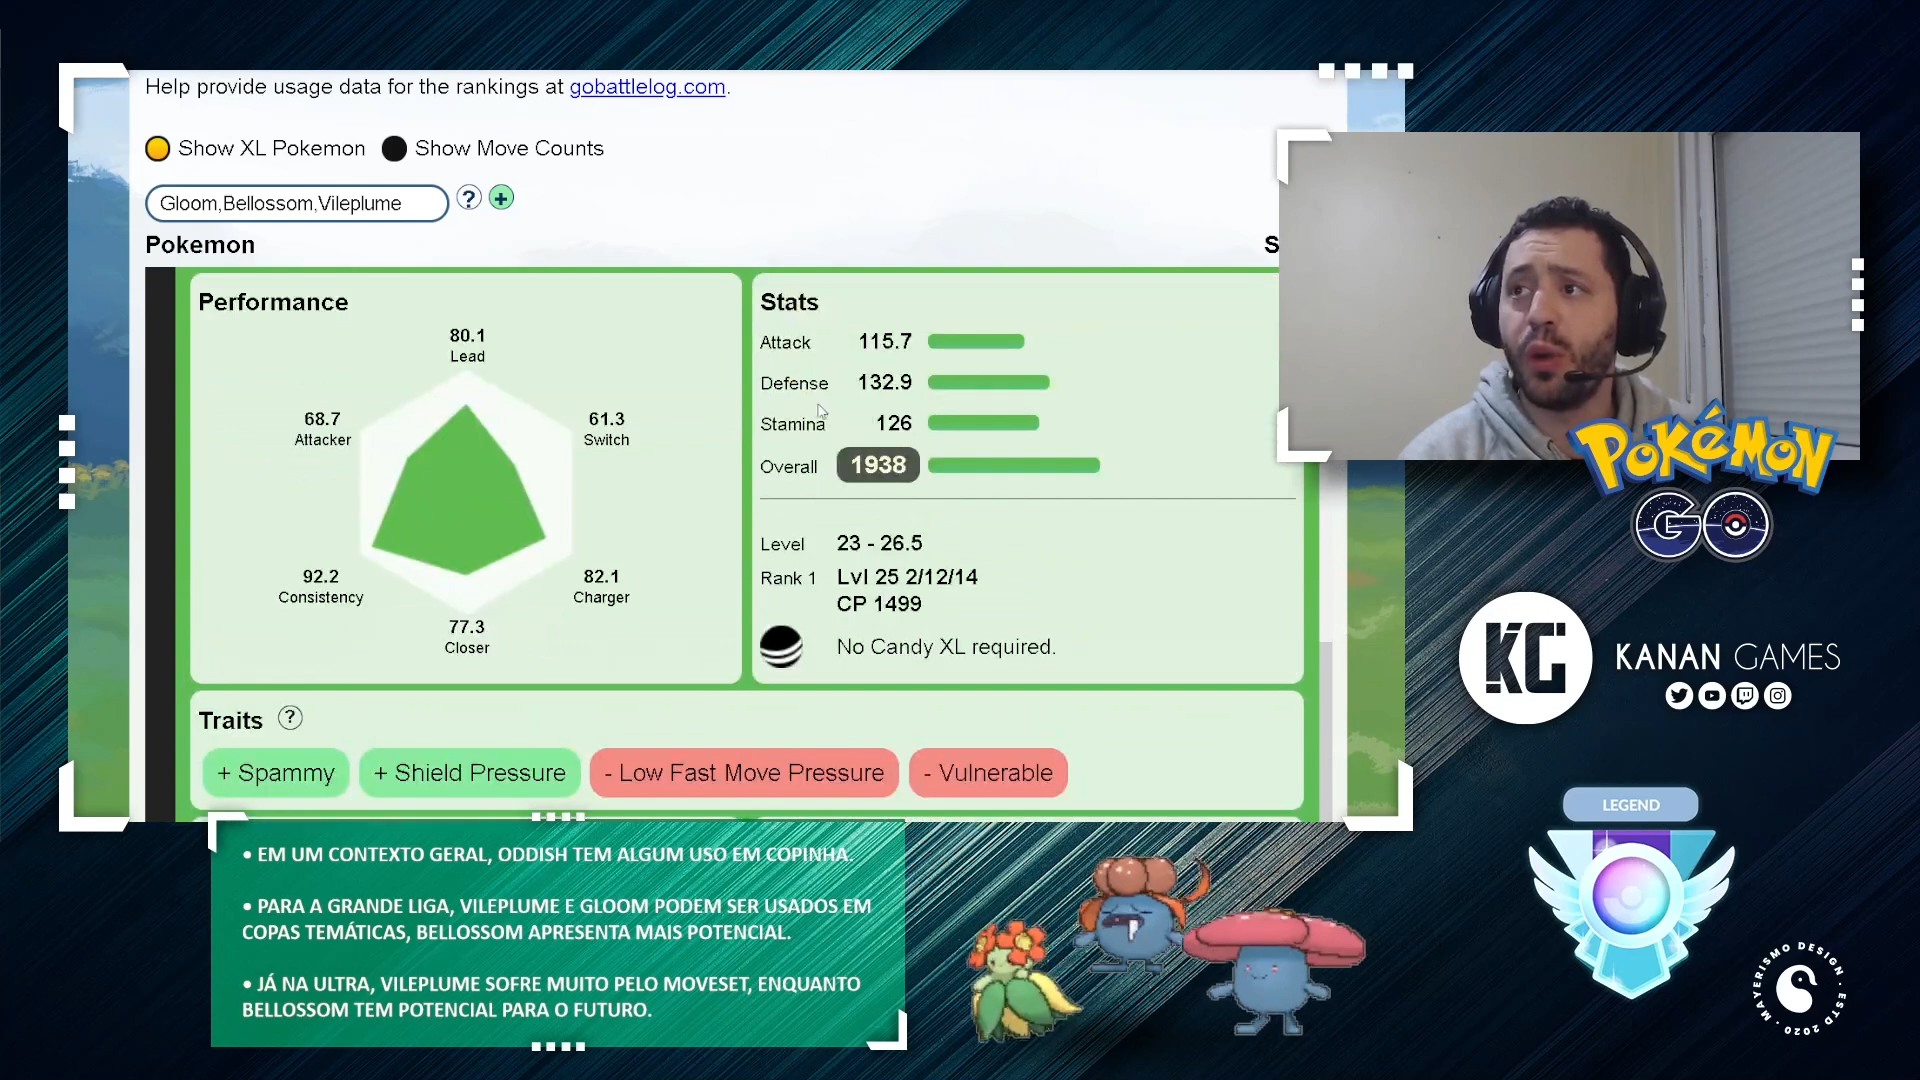 Help provide usage data for the rankings at gobattlelog.com.
Show XL Pokemon Show Move Counts
Gloom,Bellossom,Vileplume ? +
Pokemon S
Performance
80.1
Lead
68.7
Attacker
61.3
Switch
92.2
Consistency
82.1
Charger
77.3
Closer
Stats
Attack 115.7
Defense 132.9
Stamina 126
Overall 1938
Level 23 - 26.5
Rank 1 Lvl 25 2/12/14
CP 1499
No Candy XL required.
Traits ?
+ Spammy + Shield Pressure - Low Fast Move Pressure - Vulnerable
• EM UM CONTEXTO GERAL, ODDISH TEM ALGUM USO EM COPINHA.
• PARA A GRANDE LIGA, VILEPLUME E GLOOM PODEM SER USADOS EM
COPAS TEMÁTICAS, BELLOSSOM APRESENTA MAIS POTENCIAL.
• JÁ NA ULTRA, VILEPLUME SOFRE MUITO PELO MOVESET, ENQUANTO
BELLOSSOM TEM POTENCIAL PARA O FUTURO.
POKéMON
GO
KG
KANAN GAMES
LEGEND
MAYERISMO DESIGN · ESTD 2020 ·